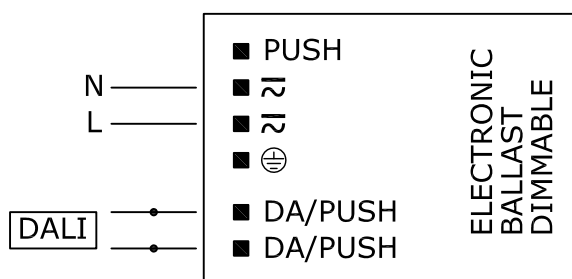 PUSH
N
L
DALI
DA/PUSH
DA/PUSH
ELECTRONIC
BALLAST
DIMMABLE